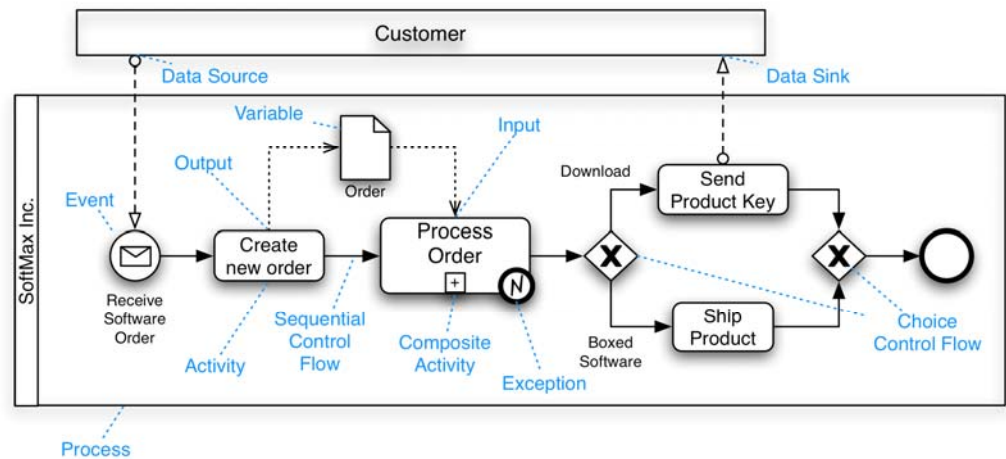 Customer
Data Source
Data Sink
SoftMax Inc.
Variable
Input
Output
Order
Download
Send
Product Key
Event
Create
new order
Process
Order
+
X
X
Receive
Software
Order
Sequential
Control
Flow
Composite
Activity
Boxed
Software
Ship
Product
Choice
Control Flow
Activity
Exception
Process